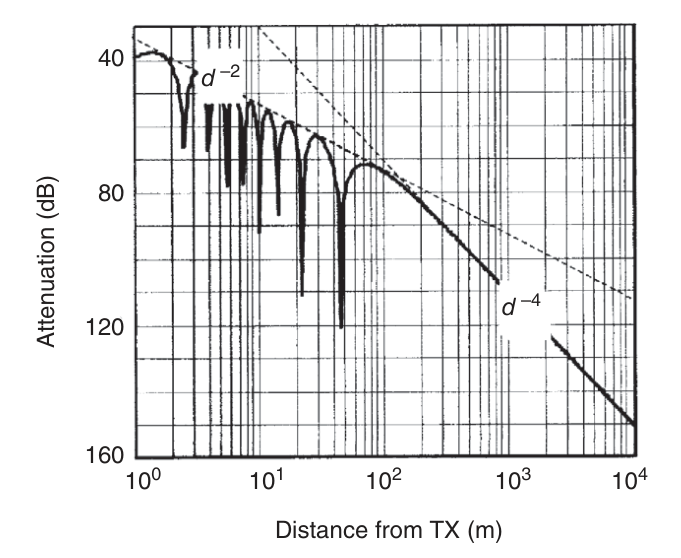 40
d⁻²
80
Attenuation (dB)
120
d⁻⁴
160
10⁰ 10¹ 10² 10³ 10⁴
Distance from TX (m)